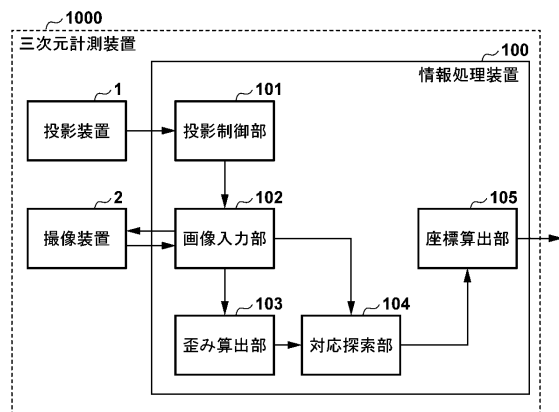 1000
三次元計測装置
100
情報処理装置
1
投影装置
101
投影制御部
2
撮像装置
102
画像入力部
105
座標算出部
103
歪み算出部
104
対応探索部